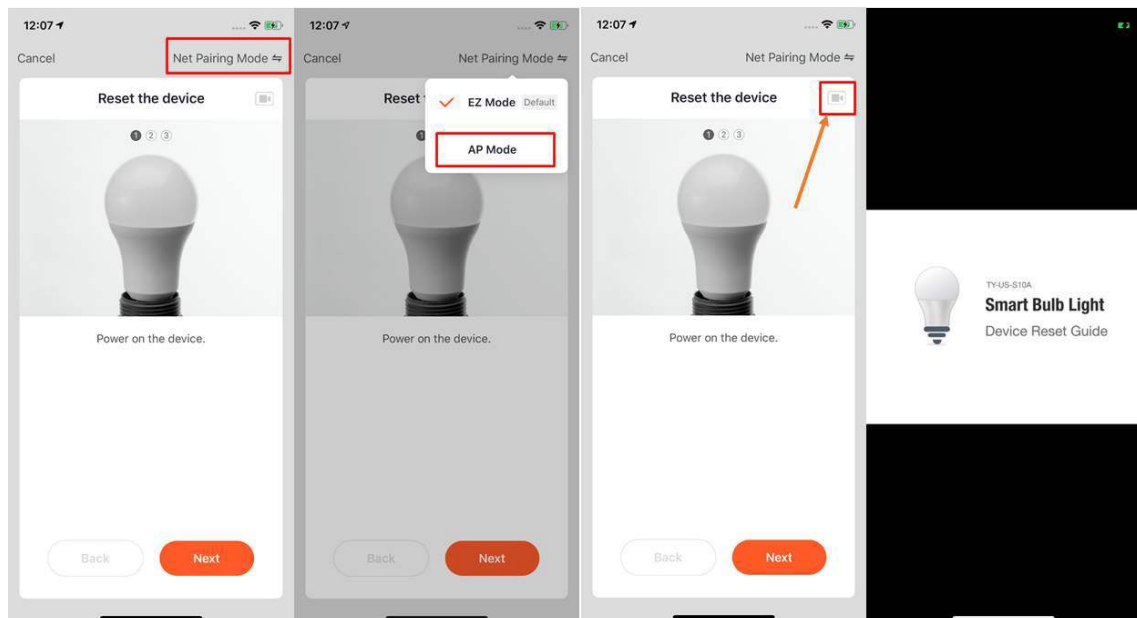 12:07
Cancel
Net Pairing Mode
Reset the device
1 2 3
Power on the device.
Back
Next
12:07
Cancel
Net Pairing Mode
Reset
EZ Mode Default
AP Mode
Power on the device.
Back
Next
12:07
Cancel
Net Pairing Mode
Reset the device
1 2 3
Power on the device.
Back
Next
TY-US-S10A
Smart Bulb Light
Device Reset Guide